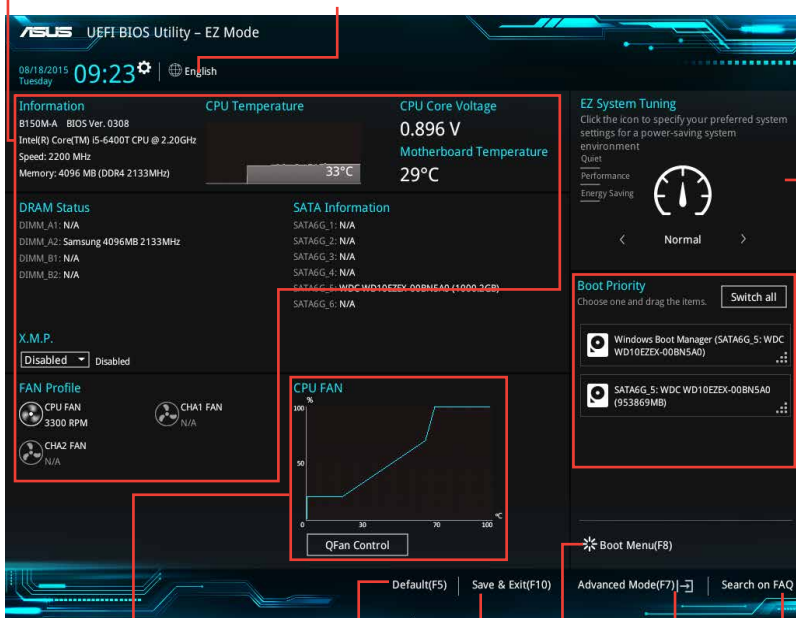 ASUS UEFI BIOS Utility – EZ Mode
08/18/2015
Tuesday
09:23
English
Information
B150M-A BIOS Ver. 0308
Intel(R) Core(TM) i5-6400T CPU @ 2.20GHz
Speed: 2200 MHz
Memory: 4096 MB (DDR4 2133MHz)
CPU Temperature
33°C
CPU Core Voltage
0.896 V
Motherboard Temperature
29°C
EZ System Tuning
Click the icon to specify your preferred system
settings for a power-saving system
environment
Quiet
Performance
Energy Saving
< Normal >
DRAM Status
DIMM_A1: N/A
DIMM_A2: Samsung 4096MB 2133MHz
DIMM_B1: N/A
DIMM_B2: N/A
SATA Information
SATA6G_1: N/A
SATA6G_2: N/A
SATA6G_3: N/A
SATA6G_4: N/A
SATA6G_5: WDC WD10EZEX-00BN5A0 (1000.2GB)
SATA6G_6: N/A
X.M.P.
Disabled Disabled
Boot Priority
Choose one and drag the items.
Switch all
Windows Boot Manager (SATA6G_5: WDC
WD10EZEX-00BN5A0)
SATA6G_5: WDC WD10EZEX-00BN5A0
(953869MB)
FAN Profile
CPU FAN
3300 RPM
CHA1 FAN
N/A
CHA2 FAN
N/A
CPU FAN
%
100
50
0 30 70 100
°C
QFan Control
Boot Menu(F8)
Default(F5) Save & Exit(F10) Advanced Mode(F7) Search on FAQ